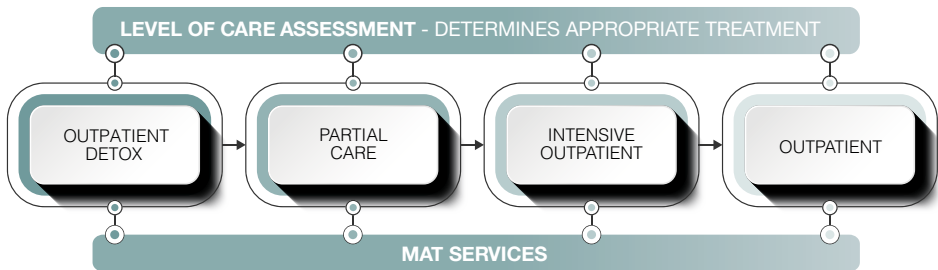 LEVEL OF CARE ASSESSMENT - DETERMINES APPROPRIATE TREATMENT
OUTPATIENT
DETOX
PARTIAL
CARE
INTENSIVE
OUTPATIENT
OUTPATIENT
MAT SERVICES